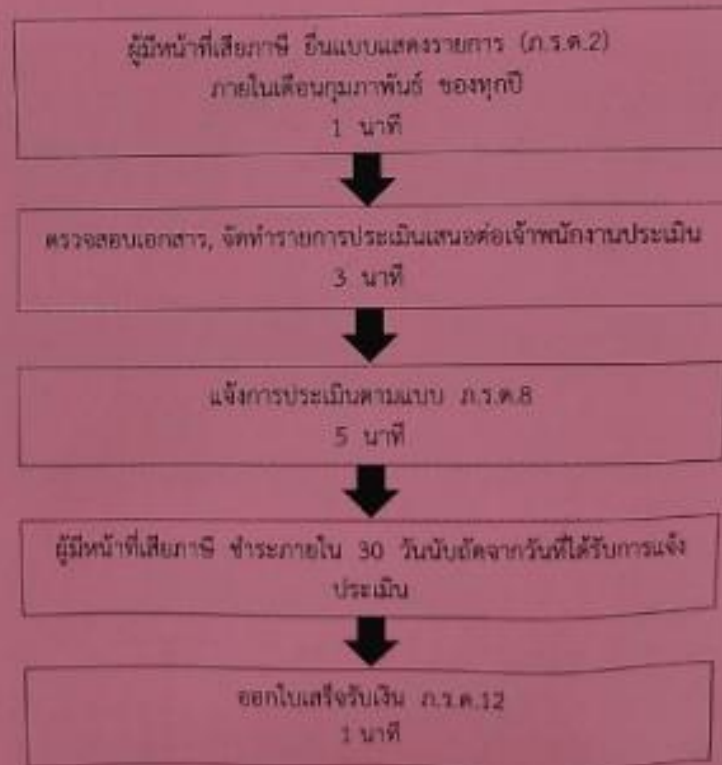 ผู้มีหน้าที่เสียภาษี ยื่นแบบแสดงรายการ (ภ.ร.ด.2)
ภายในเดือนกุมภาพันธ์ ของทุกปี
1 นาที
ตรวจสอบเอกสาร, จัดทำรายการประเมินเสนอต่อเจ้าพนักงานประเมิน
3 นาที
แจ้งการประเมินตามแบบ ภ.ร.ด.8
5 นาที
ผู้มีหน้าที่เสียภาษี ชำระภายใน 30 วันนับถัดจากวันที่ได้รับการแจ้ง
ประเมิน
ออกใบเสร็จรับเงิน ภ.ร.ด.12
1 นาที